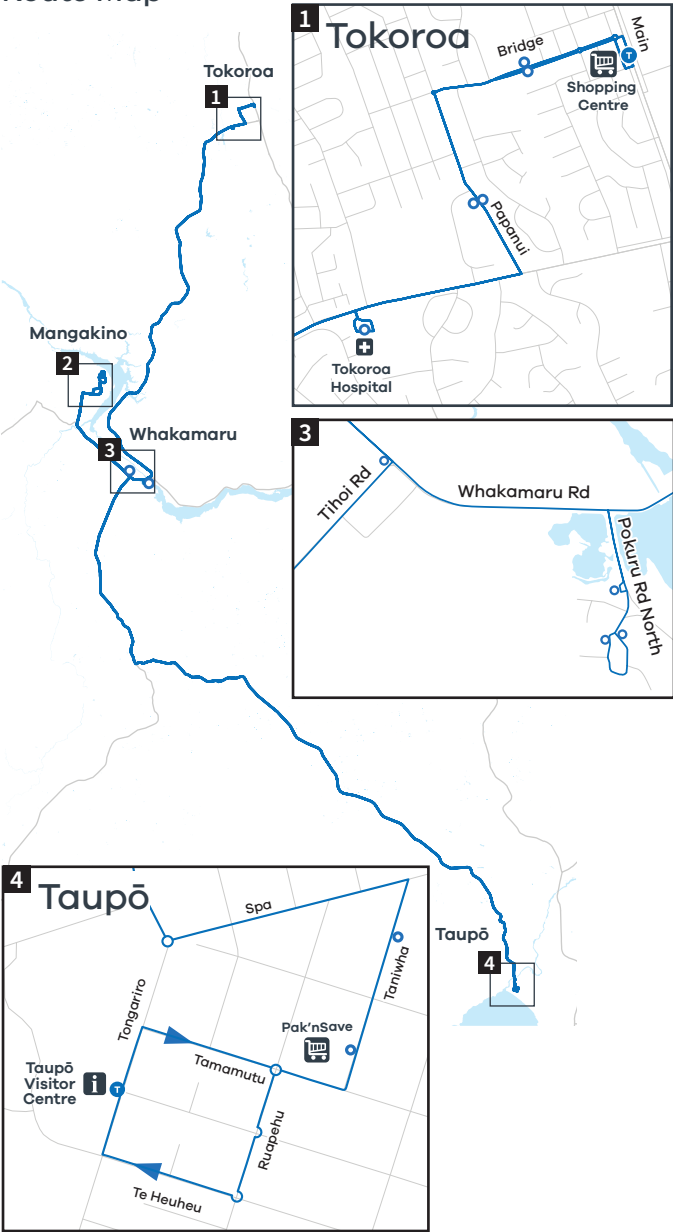 1
Tokoroa
Bridge
Main
T
Shopping
Centre
Papanui
Tokoroa
Hospital
Tokoroa
1
Mangakino
2
Whakamaru
3
3
Tihoi Rd
Whakamaru Rd
Pokuru Rd North
Taupō
4
4
Taupō
Spa
Taniwha
Tongariro
Pak'nSave
Tamamutu
Taupō
Visitor
Centre
i
T
Ruapehu
Te Heuheu